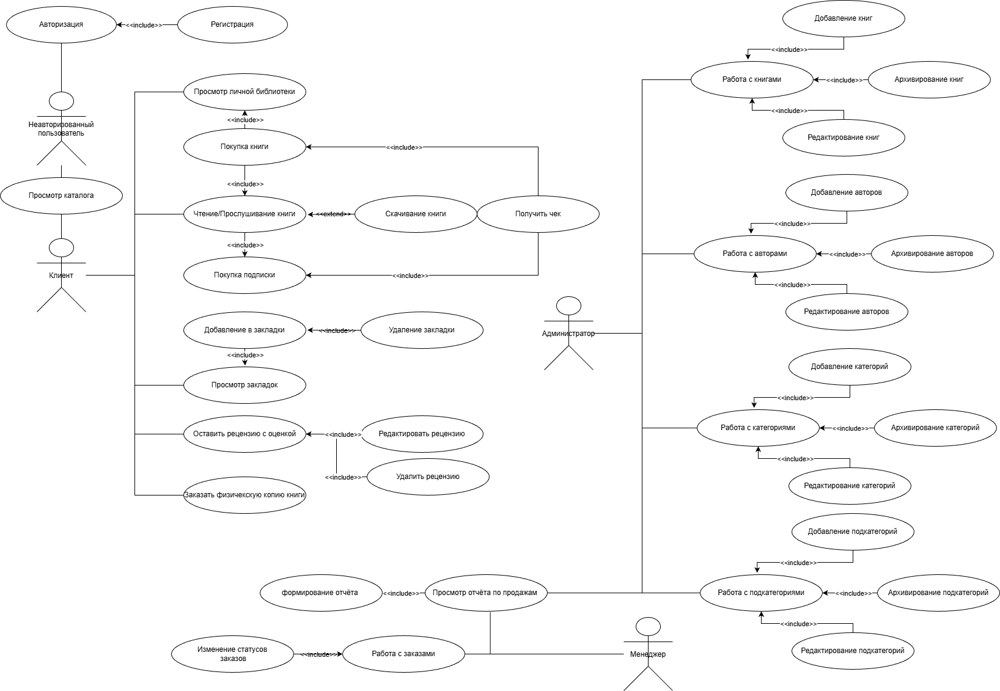 Авторизация
<<include>>
Регистрация
Неавторизованный
пользователь
Просмотр каталога
Клиент
Просмотр личной библиотеки
<<include>>
Покупка книги
<<include>>
<<include>>
Чтение/Прослушивание книги
<<extend>>
Скачивание книги
Получить чек
<<include>>
Покупка подписки
<<include>>
Добавление в закладки
<<include>>
Удаление закладки
<<include>>
Просмотр закладок
Оставить рецензию с оценкой
<<include>>
Редактировать рецензию
<<include>>
Удалить рецензию
Заказать физичекскую копию книги
Администратор
Добавление книг
<<include>>
Работа с книгами
<<include>>
Архивирование книг
<<include>>
Редактирование книг
Добавление авторов
<<include>>
Работа с авторами
<<include>>
Архивирование авторов
<<include>>
Редактирование авторов
Добавление категорий
<<include>>
Работа с категориями
<<include>>
Архивирование категорий
<<include>>
Редактирование категорий
Добавление подкатегорий
<<include>>
Работа с подкатегориями
<<include>>
Архивирование подкатегорий
<<include>>
Редактирование подкатегорий
формирование отчёта
<<include>>
Просмотр отчёта по продажам
Изменение статусов
заказов
<<include>>
Работа с заказами
Менеджер